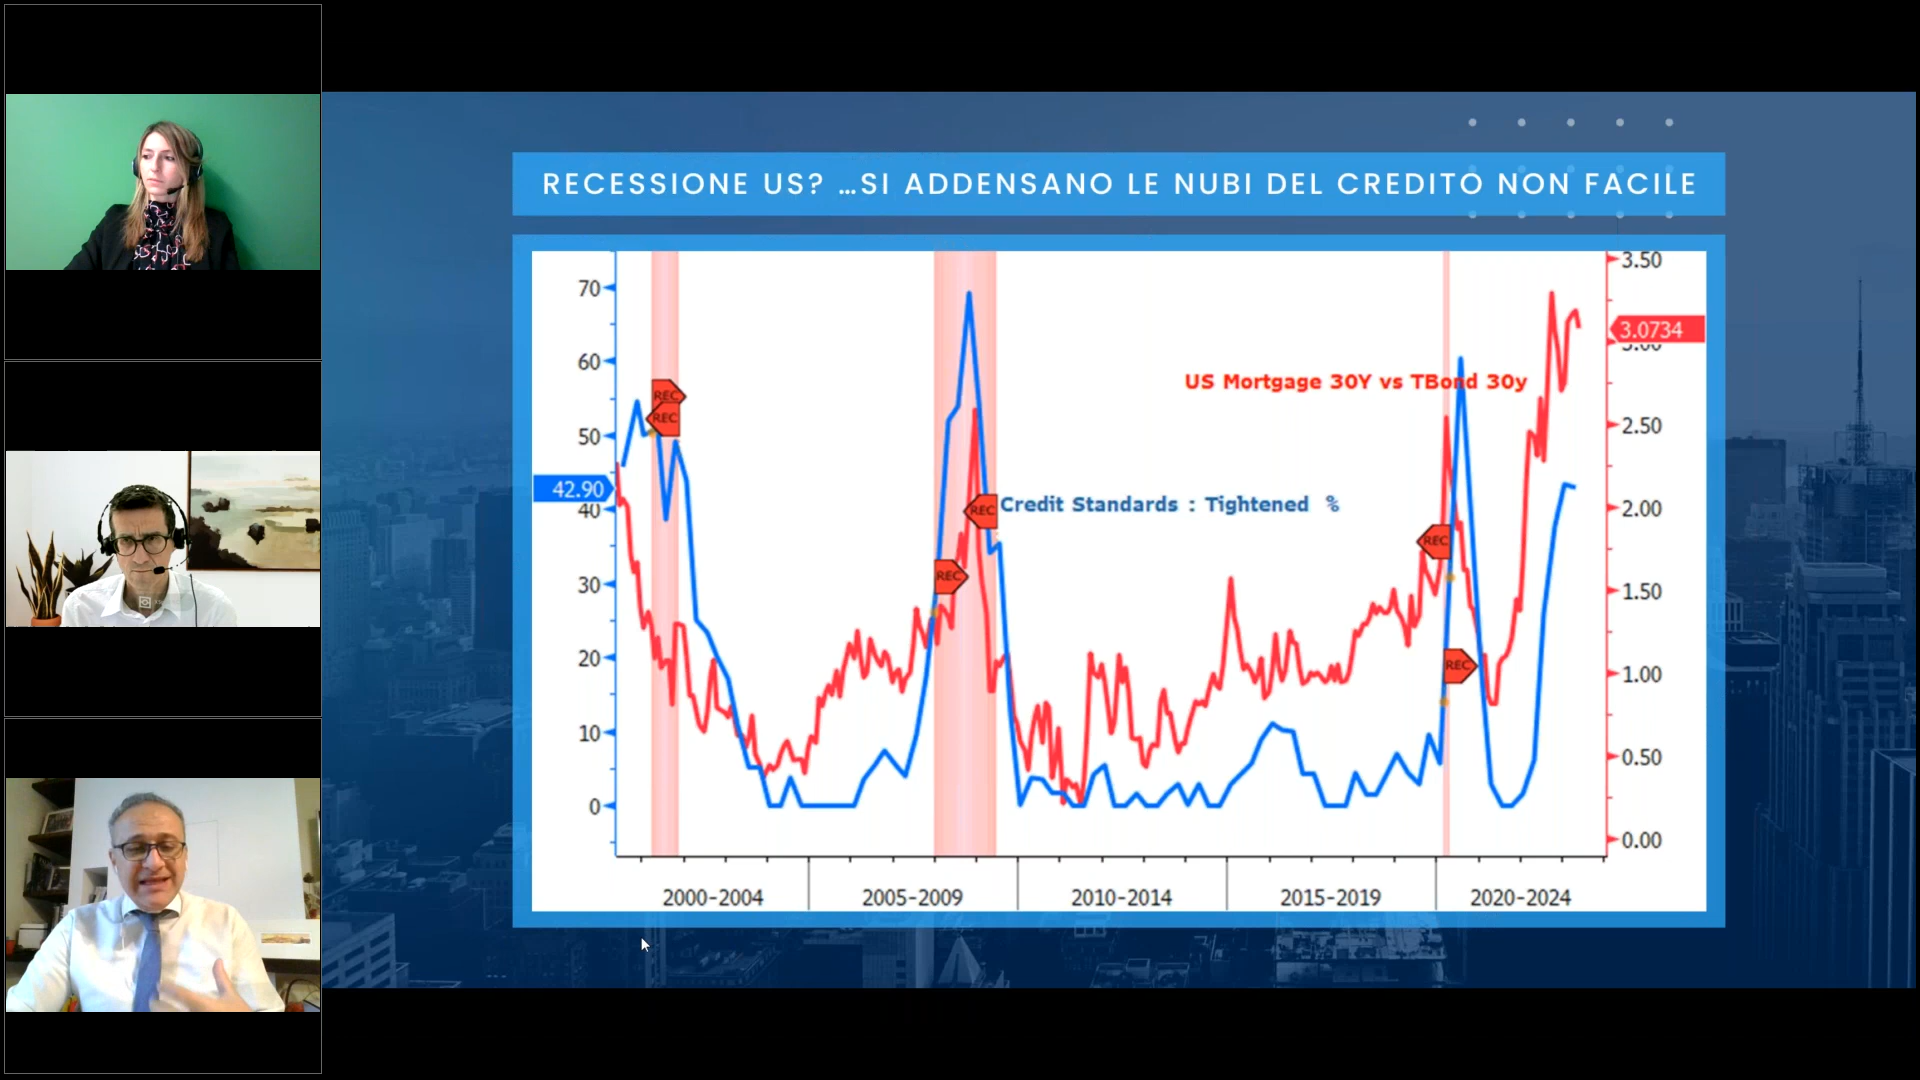 RECESSIONE US? ...SI ADDENSANO LE NUBI DEL CREDITO NON FACILE
70
60
50
42.90
40
30
20
10
0
REC
REC
REC
REC
REC
REC
US Mortgage 30Y vs TBond 30y
Credit Standards : Tightened %
3.50
3.0734
3.00
2.50
2.00
1.50
1.00
0.50
0.00
2000-2004
2005-2009
2010-2014
2015-2019
2020-2024